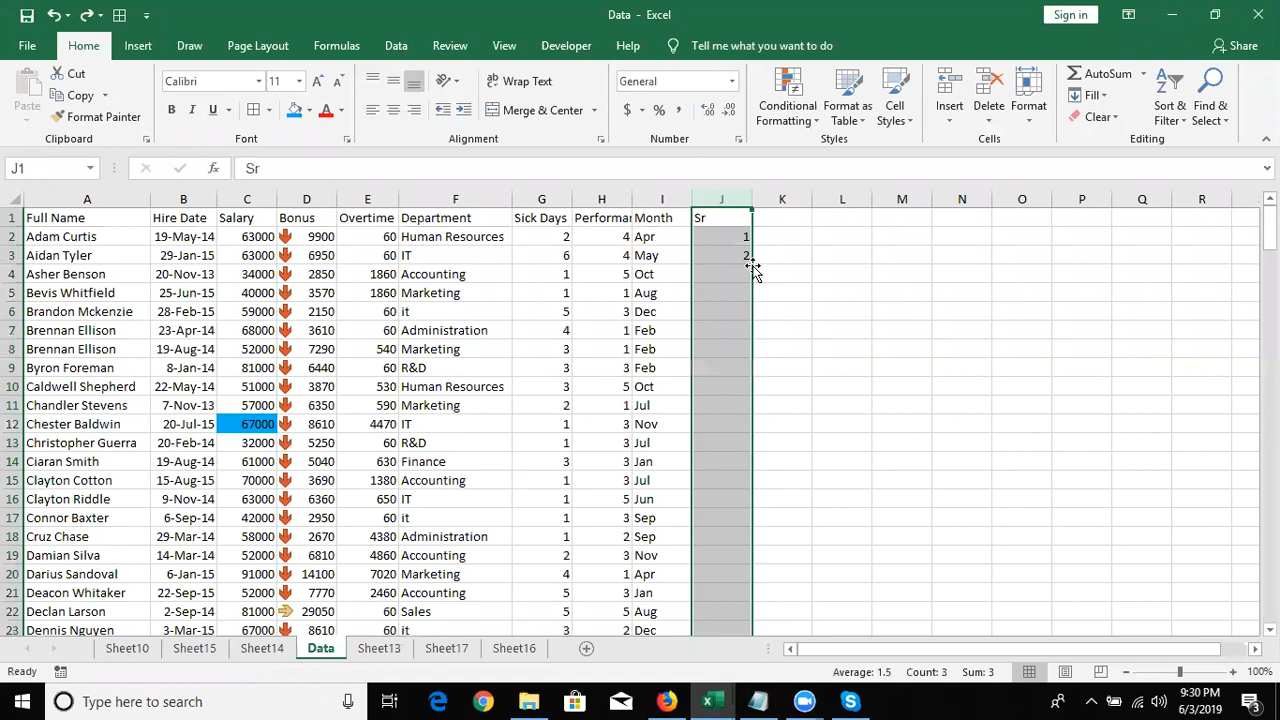 Data - Excel
Sign in
File Home Insert Draw Page Layout Formulas Data Review View Developer Help Tell me what you want to do Share
Paste Cut Copy Format Painter Clipboard
Calibri 11 A A B I U A Font
ab Wrap Text Merge & Center Alignment
General $ % , Number
Conditional Formatting Format as Table Cell Styles Styles
Insert Delete Format Cells
AutoSum Fill Clear Sort & Filter Find & Select Editing
J1 fx Sr
A B C D E F G H I J K L M N O P Q R
1 Full Name Hire Date Salary Bonus Overtime Department Sick Days Performa Month Sr
2 Adam Curtis 19-May-14 63000 9900 60 Human Resources 2 4 Apr 1
3 Aidan Tyler 29-Jan-15 63000 6950 60 IT 6 4 May 2
4 Asher Benson 20-Nov-13 34000 2850 1860 Accounting 1 5 Oct
5 Bevis Whitfield 25-Jun-15 40000 3570 1860 Marketing 1 1 Aug
6 Brandon Mckenzie 28-Feb-15 59000 2150 60 it 5 3 Dec
7 Brennan Ellison 23-Apr-14 68000 3610 60 Administration 4 1 Feb
8 Brennan Ellison 19-Aug-14 52000 7290 540 Marketing 3 1 Feb
9 Byron Foreman 8-Jan-14 81000 6440 60 R&D 3 3 Feb
10 Caldwell Shepherd 22-May-14 51000 3870 530 Human Resources 3 5 Oct
11 Chandler Stevens 7-Nov-13 57000 6350 590 Marketing 2 1 Jul
12 Chester Baldwin 20-Jul-15 67000 8610 4470 IT 1 3 Nov
13 Christopher Guerra 20-Feb-14 32000 5250 60 R&D 1 3 Jul
14 Ciaran Smith 19-Aug-14 61000 5040 630 Finance 3 3 Jan
15 Clayton Cotton 15-Aug-15 70000 3690 1380 Accounting 1 3 Jul
16 Clayton Riddle 9-Nov-14 63000 6360 650 IT 1 5 Jun
17 Connor Baxter 6-Sep-14 42000 2950 60 it 1 3 Sep
18 Cruz Chase 29-Mar-14 58000 2670 4380 Administration 1 2 Sep
19 Damian Silva 14-Mar-14 52000 6810 4860 Accounting 2 3 Nov
20 Darius Sandoval 6-Jan-15 91000 14100 7020 Marketing 4 1 Apr
21 Deacon Whitaker 22-Sep-15 52000 7770 2460 Accounting 5 3 Jan
22 Declan Larson 2-Sep-14 81000 29050 60 Sales 5 5 Aug
23 Dennis Nguyen 3-Mar-15 67000 8610 60 it 3 2 Dec
Sheet10 Sheet15 Sheet14 Data Sheet13 Sheet17 Sheet16
Ready Average: 1.5 Count: 3 Sum: 3 100%
Type here to search 9:30 PM
6/3/2019